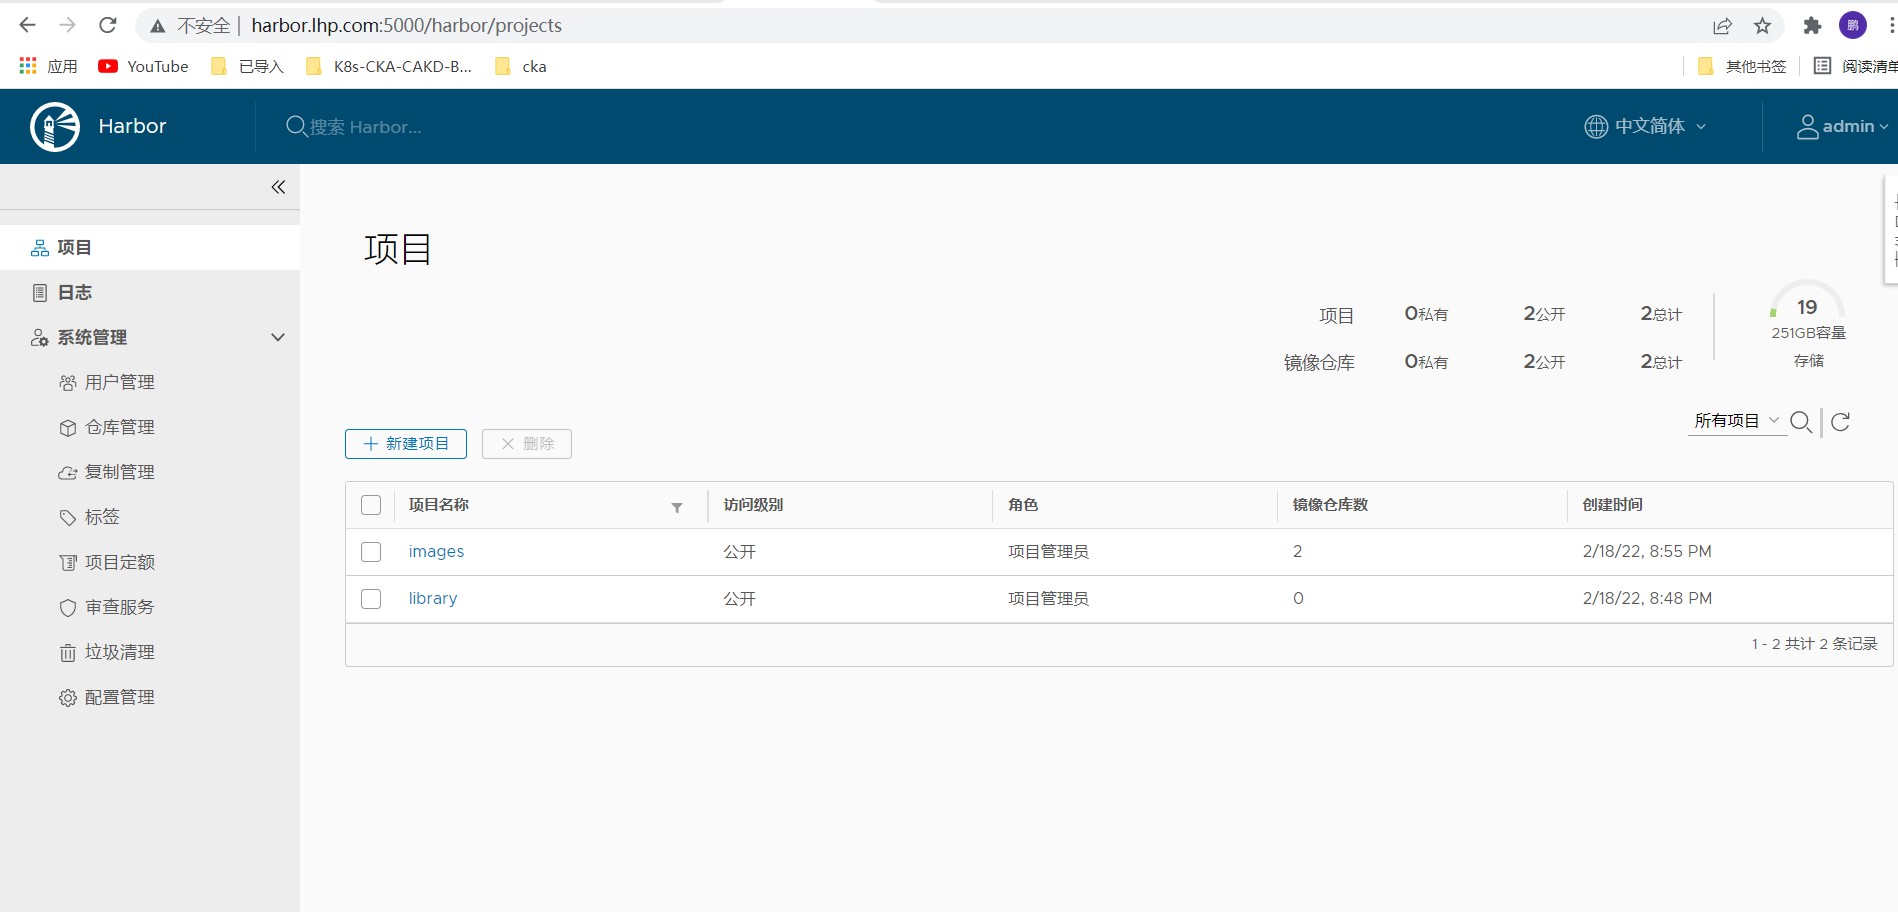 不安全 harbor.lhp.com:5000/harbor/projects 鹏
应用 YouTube 已导入 K8s-CKA-CAKD-B... cka 其他书签 阅读清单
Harbor 搜索 Harbor... 中文简体 admin
项目
日志
系统管理
用户管理
仓库管理
复制管理
标签
项目定额
审查服务
垃圾清理
配置管理
项目
项目 0私有 2公开 2总计
镜像仓库 0私有 2公开 2总计
19
251GB容量
存储
所有项目
新建项目 删除
项目名称 访问级别 角色 镜像仓库数 创建时间
images 公开 项目管理员 2 2/18/22, 8:55 PM
library 公开 项目管理员 0 2/18/22, 8:48 PM
1 - 2 共计 2 条记录